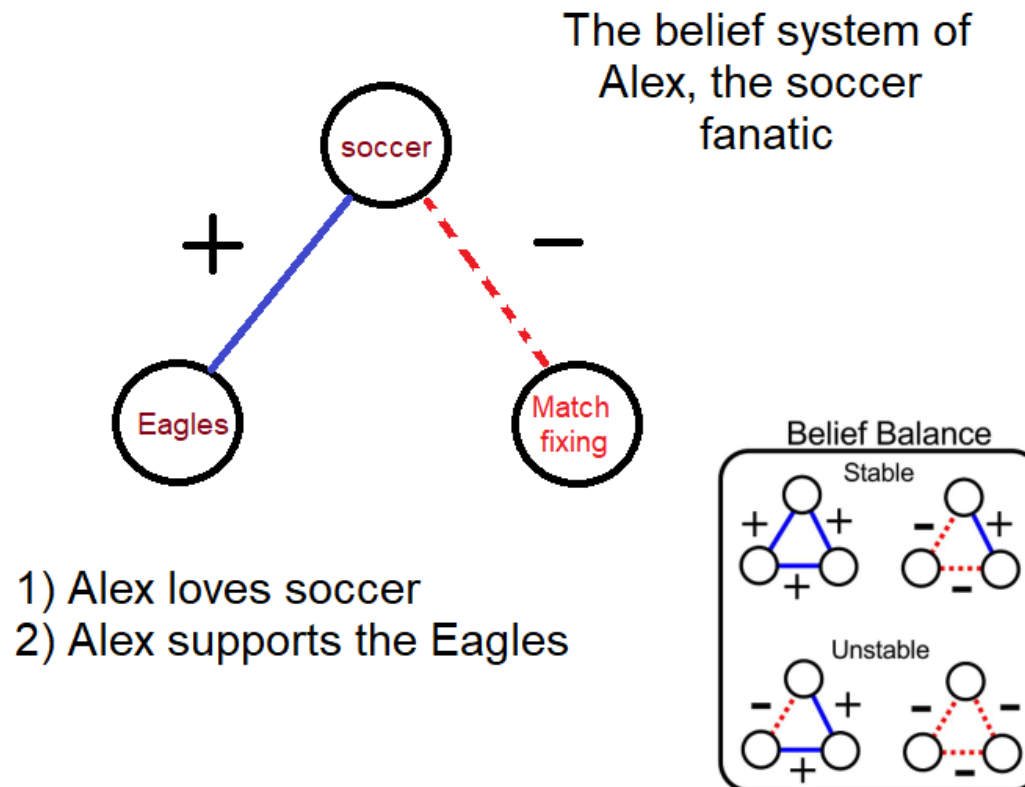 The belief system of
Alex, the soccer
fanatic
soccer
+
−
Eagles
Match
fixing
1) Alex loves soccer
2) Alex supports the Eagles
Belief Balance
Stable
+ +
+
- +
-
Unstable
- +
+
- -
-